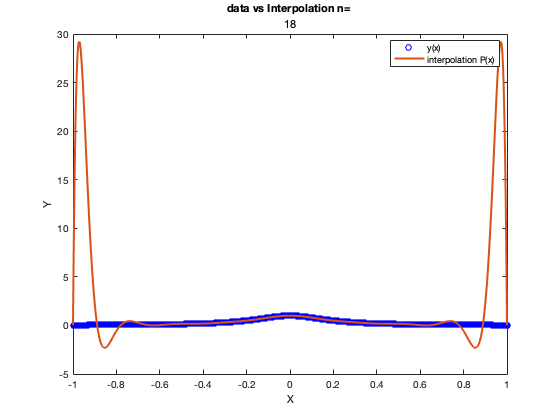 data vs Interpolation n=
18
30
25
20
15
10
5
0
-5
Y
-1 -0.8 -0.6 -0.4 -0.2 0 0.2 0.4 0.6 0.8 1
X
y(x)
interpolation P(x)